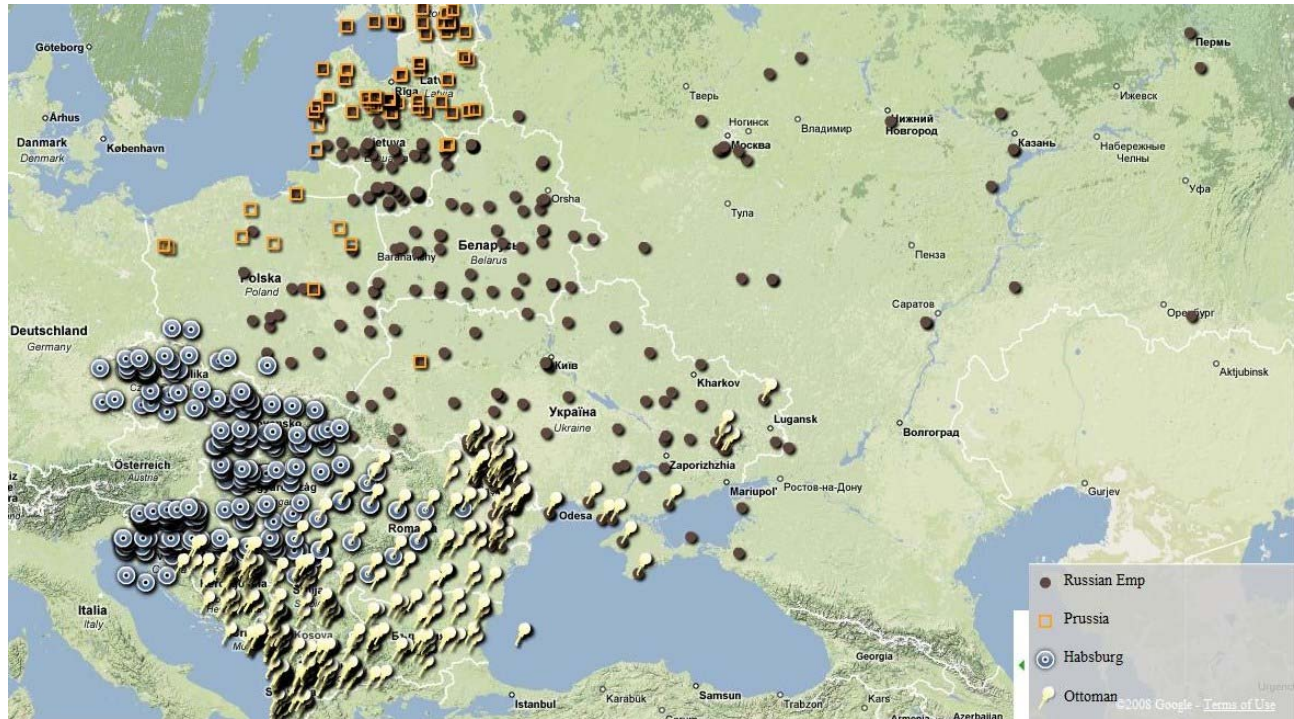 Göteborg
Пермь
Riga
Latvija
Тверь
Ижевск
Århus
Ногинск
Владимир
Нижний
Новгород
Danmark
Denmark
København
Москва
Казань
Набережные
Челны
Уфа
Orsha
Тула
Беларусь
Belarus
Baranavichy
Пенза
Polska
Poland
Саратов
Оренбург
Deutschland
Germany
Київ
Kharkov
Aktjubinsk
Україна
Ukraine
Lugansk
Волгоград
Österreich
Austria
Zaporizhzhia
Mariupol'
Ростов-на-Дону
Gurjev
Odesa
Romania
Italia
Italy
Kosova
Russian Emp
Prussia
Habsburg
Ottoman
Georgia
Istanbul
Karabük
Samsun
Trabzon
Kars
Azerbaijan
©2008 Google - Terms of Use